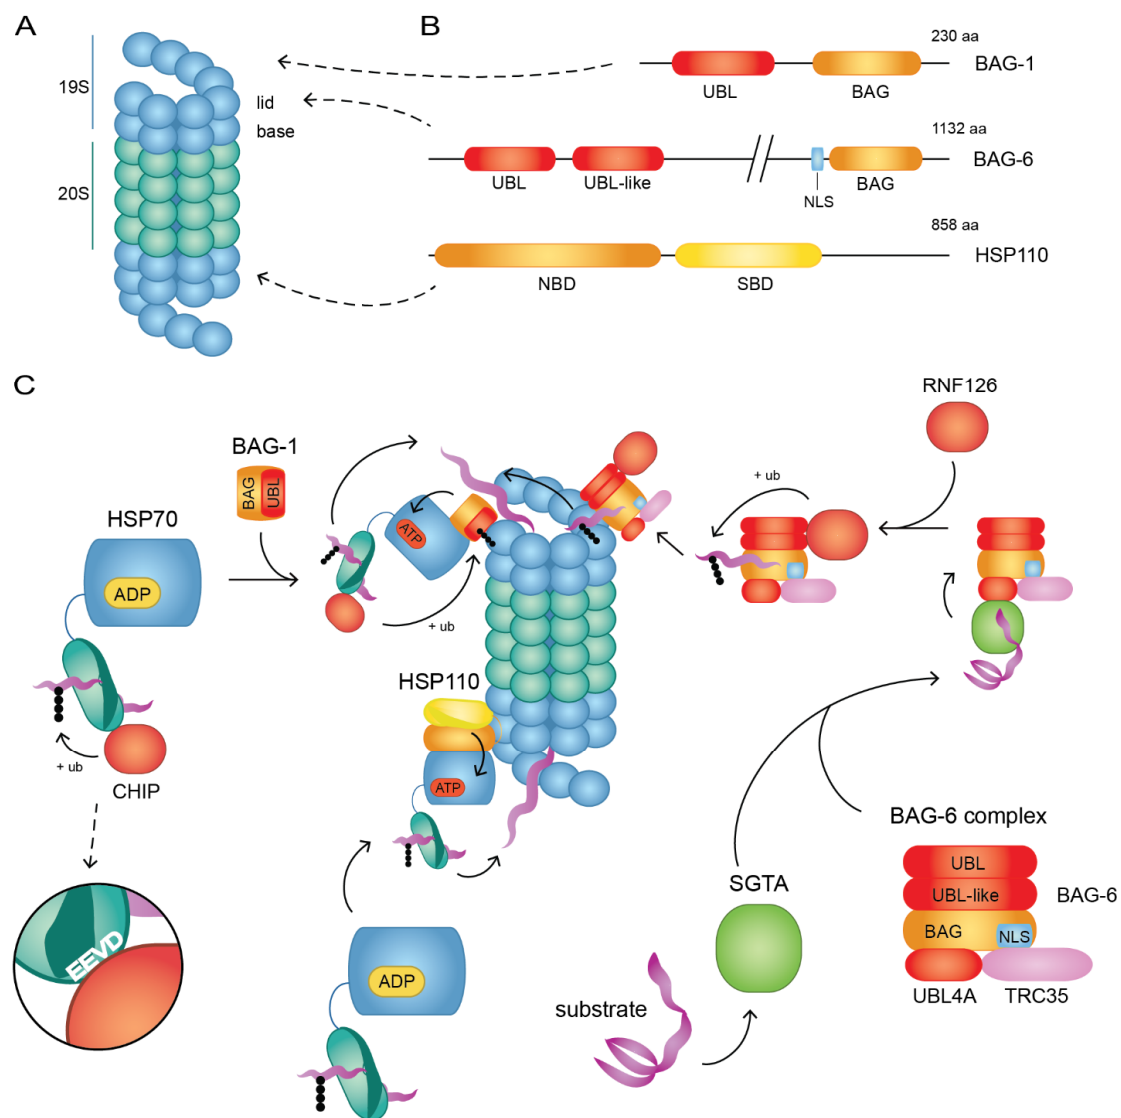 A
19S
20S
lid
base
B
230 aa
BAG-1
UBL
BAG
1132 aa
BAG-6
UBL
UBL-like
NLS
BAG
858 aa
HSP110
NBD
SBD
C
RNF126
BAG-1
BAG
UBL
HSP70
ADP
ATP
+ ub
+ ub
HSP110
ATP
+ ub
CHIP
EEVD
ADP
SGTA
substrate
BAG-6 complex
UBL
UBL-like
BAG-6
BAG
NLS
UBL4A
TRC35